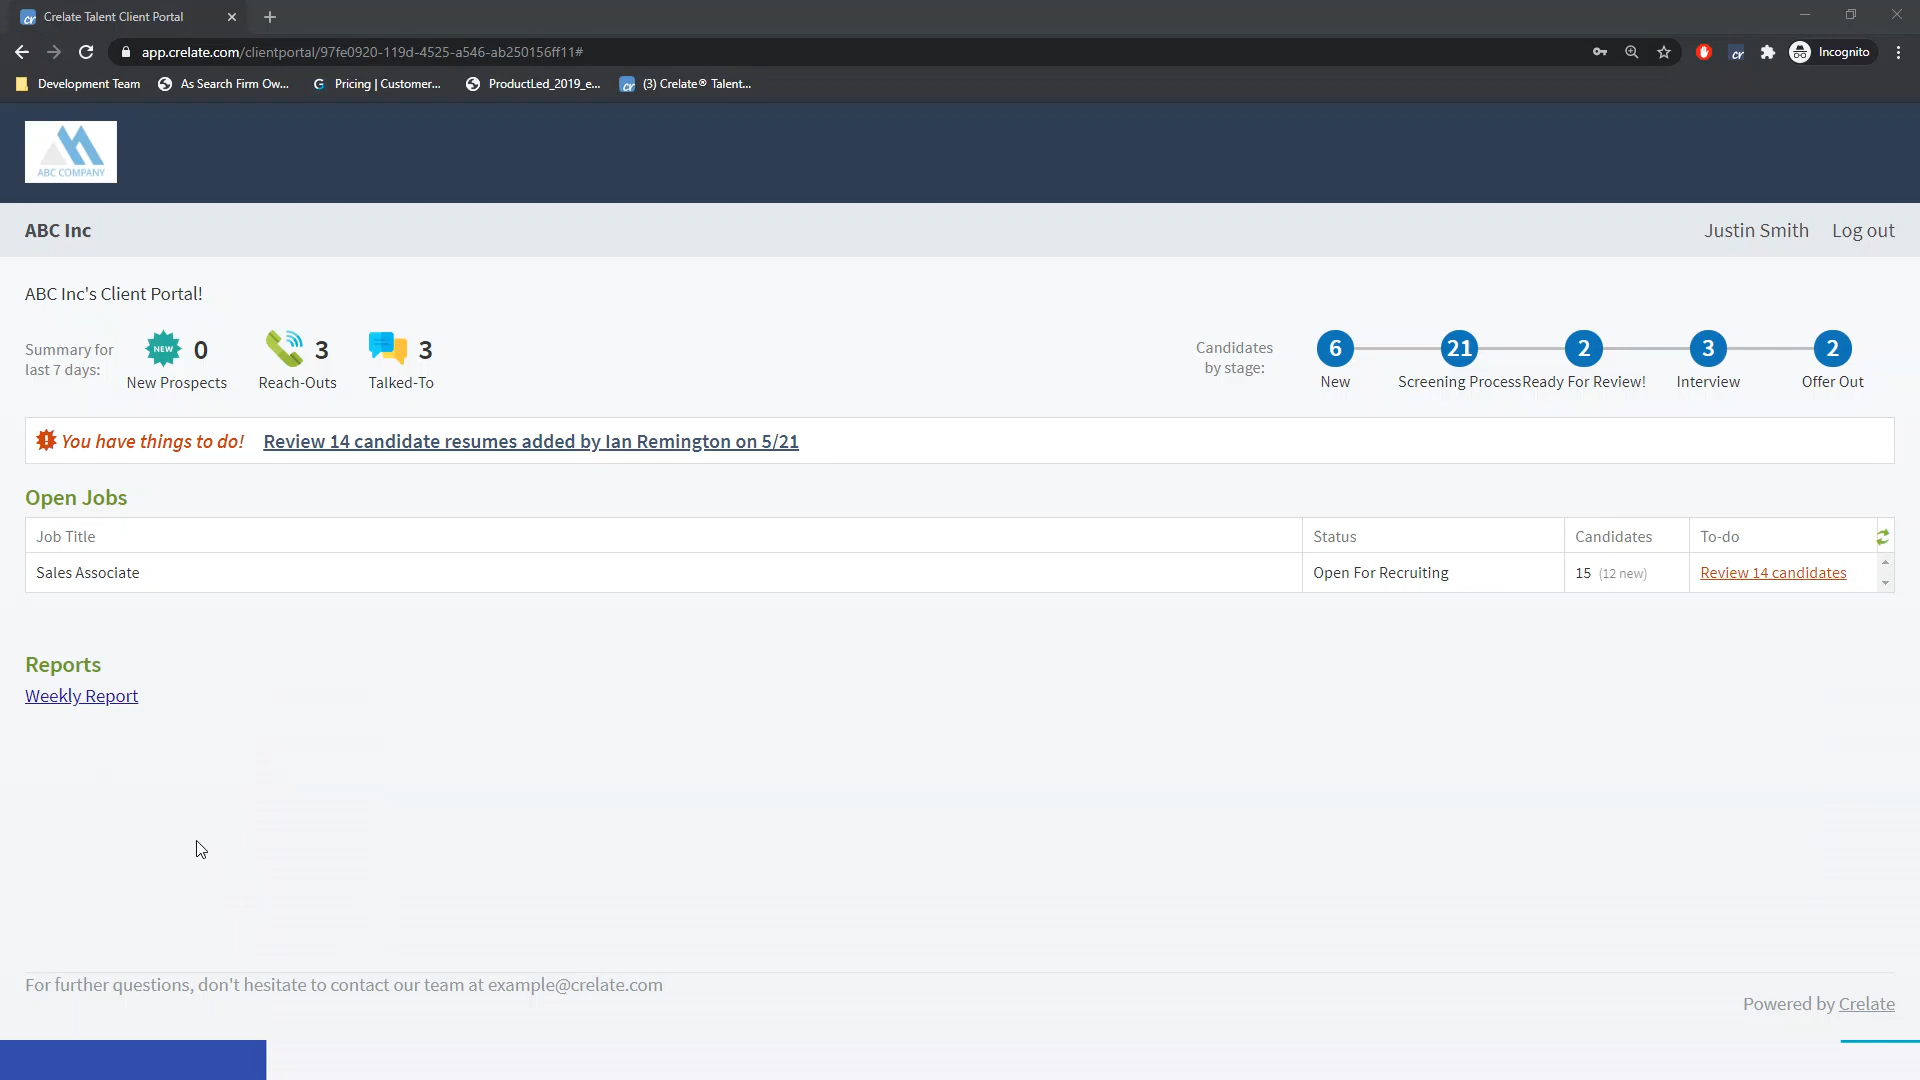 Crelate Talent Client Portal
app.crelate.com/clientportal/97fe0920-119d-4525-a546-ab250156ff11#
Incognito
Development Team
As Search Firm Ow...
Pricing | Customer...
ProductLed_2019_e...
(3) Crelate® Talent...
ABC COMPANY
ABC Inc
Justin Smith
Log out
ABC Inc's Client Portal!
Summary for
last 7 days:
NEW
0
New Prospects
3
Reach-Outs
3
Talked-To
Candidates
by stage:
6
New
21
Screening Process
2
Ready For Review!
3
Interview
2
Offer Out
You have things to do!
Review 14 candidate resumes added by Ian Remington on 5/21
Open Jobs
Job Title
Status
Candidates
To-do
Sales Associate
Open For Recruiting
15 (12 new)
Review 14 candidates
Reports
Weekly Report
For further questions, don't hesitate to contact our team at example@crelate.com
Powered by Crelate